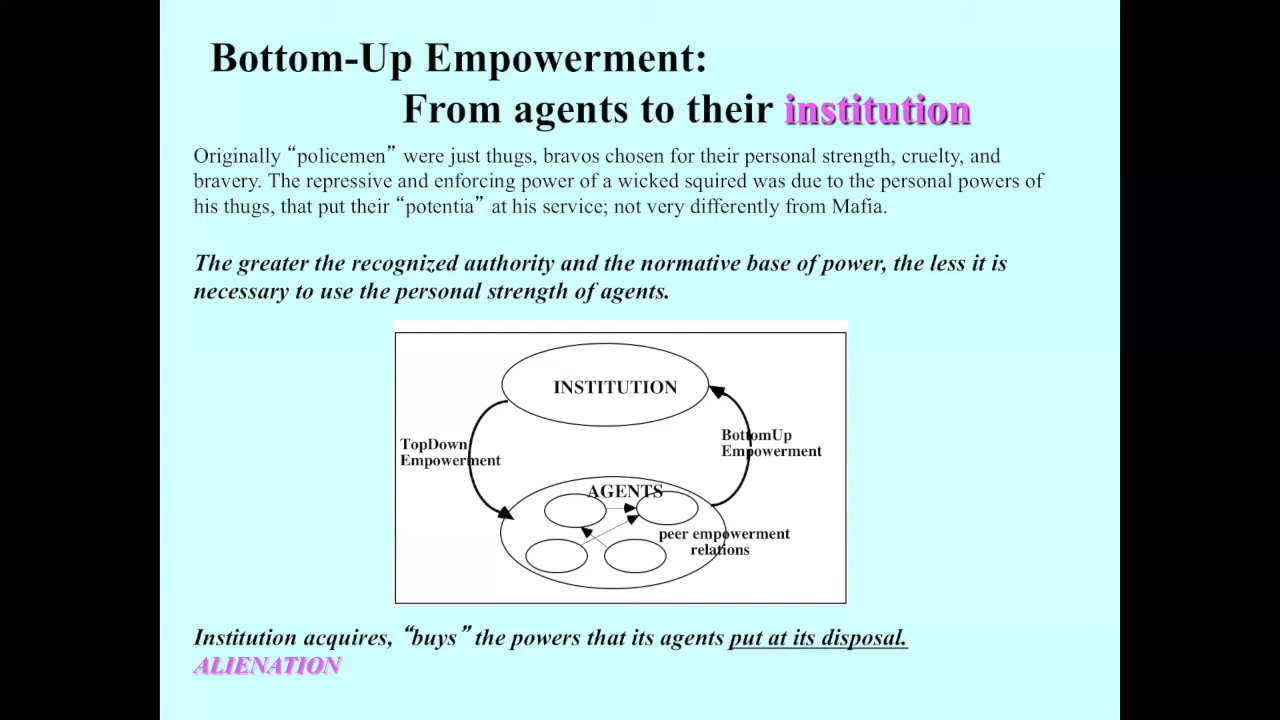 Bottom-Up Empowerment:
From agents to their institution
Originally “policemen” were just thugs, bravos chosen for their personal strength, cruelty, and
bravery. The repressive and enforcing power of a wicked squired was due to the personal powers of
his thugs, that put their “potentia” at his service; not very differently from Mafia.
The greater the recognized authority and the normative base of power, the less it is
necessary to use the personal strength of agents.
INSTITUTION
TopDown
Empowerment
BottomUp
Empowerment
AGENTS
peer empowerment
relations
Institution acquires, “buys” the powers that its agents put at its disposal.
ALIENATION